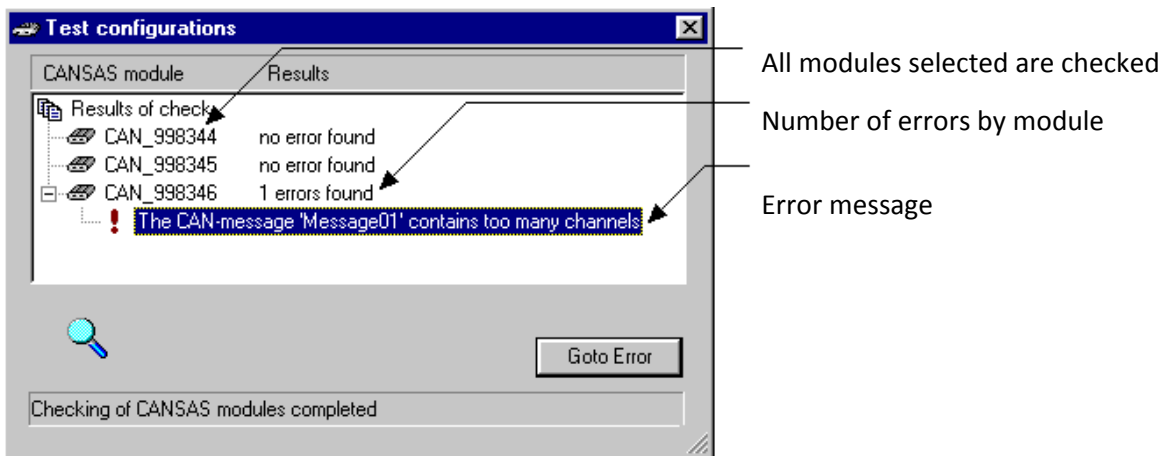 Test configurations
CANSAS module Results
Results of check
CAN_998344 no error found
CAN_998345 no error found
CAN_998346 1 errors found
The CAN-message 'Message01' contains too many channels
Goto Error
Checking of CANSAS modules completed
All modules selected are checked
Number of errors by module
Error message